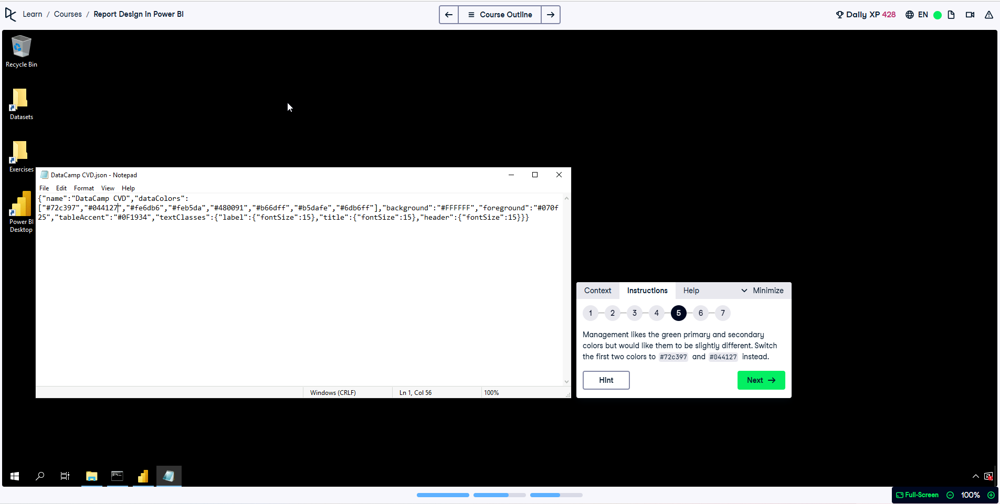 Learn / Courses / Report Design in Power BI
Course Outline
Daily XP 428
EN
Recycle Bin
Datasets
Exercises
Power BI
Desktop
DataCamp CVD.json - Notepad
File Edit Format View Help
{"name":"DataCamp CVD","dataColors":
["#72c397","#044127","#fe6db6","#feb5da","#480091","#b66dff","#b5dafe","#6db6ff"],"background":"#FFFFFF","foreground":"#070f
25","tableAccent":"#0F1934","textClasses":{"label":{"fontSize":15},"title":{"fontSize":15},"header":{"fontSize":15}}}
Windows (CRLF)
Ln 1, Col 56
100%
Context
Instructions
Help
Minimize
1 2 3 4 5 6 7
Management likes the green primary and secondary
colors but would like them to be slightly different. Switch
the first two colors to #72c397 and #044127 instead.
Hint
Next
Full-Screen
100%